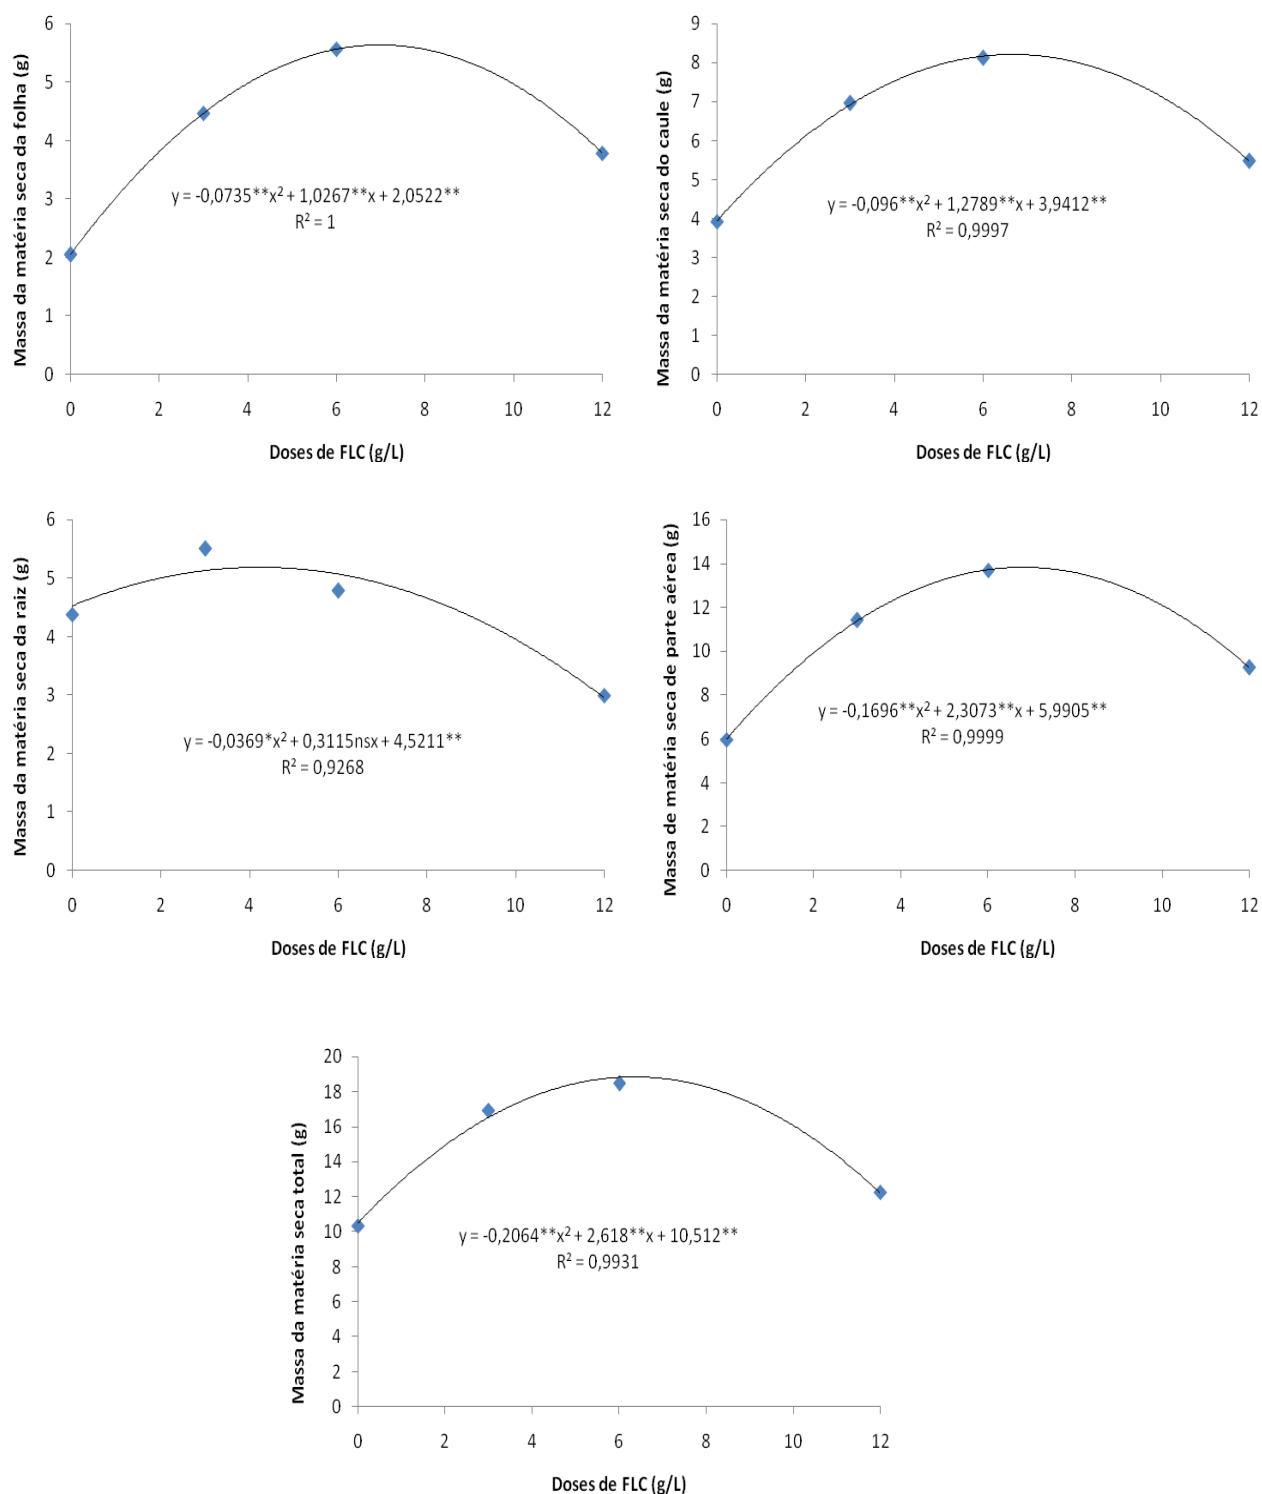 Massa da matéria seca da folha (g)
6
5
4
3
2
1
0
y = -0,0735**x² + 1,0267**x + 2,0522**
R² = 1
0 2 4 6 8 10 12
Doses de FLC (g/L)
Massa da matéria seca do caule (g)
9
8
7
6
5
4
3
2
1
0
y = -0,096**x² + 1,2789**x + 3,9412**
R² = 0,9997
0 2 4 6 8 10 12
Doses de FLC (g/L)
Massa da matéria seca da raiz (g)
6
5
4
3
2
1
0
y = -0,0369*x² + 0,3115nsx + 4,5211**
R² = 0,9268
0 2 4 6 8 10 12
Doses de FLC (g/L)
Massa de matéria seca de parte aérea (g)
16
14
12
10
8
6
4
2
0
y = -0,1696**x² + 2,3073**x + 5,9905**
R² = 0,9999
0 2 4 6 8 10 12
Doses de FLC (g/L)
Massa da matéria seca total (g)
20
18
16
14
12
10
8
6
4
2
0
y = -0,2064**x² + 2,618**x + 10,512**
R² = 0,9931
0 2 4 6 8 10 12
Doses de FLC (g/L)